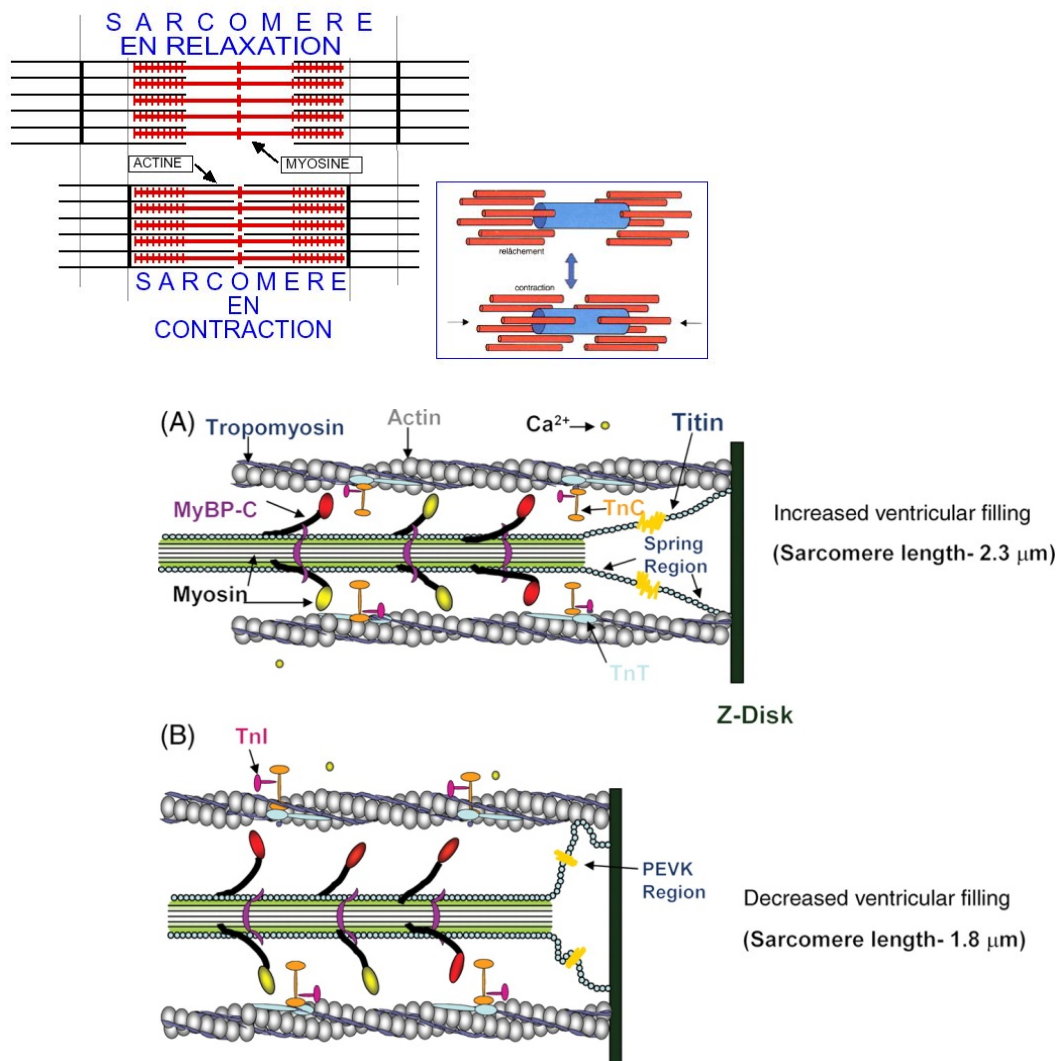 S A R C O M E R E
EN RELAXATION
ACTINE
MYOSINE
S A R C O M E R E
EN
CONTRACTION
relâchement
contraction
(A)
Tropomyosin
Actin
Ca²⁺
Titin
MyBP-C
TnC
Spring
Region
Myosin
TnT
Increased ventricular filling
(Sarcomere length- 2.3 µm)
Z-Disk
(B)
TnI
PEVK
Region
Decreased ventricular filling
(Sarcomere length- 1.8 µm)